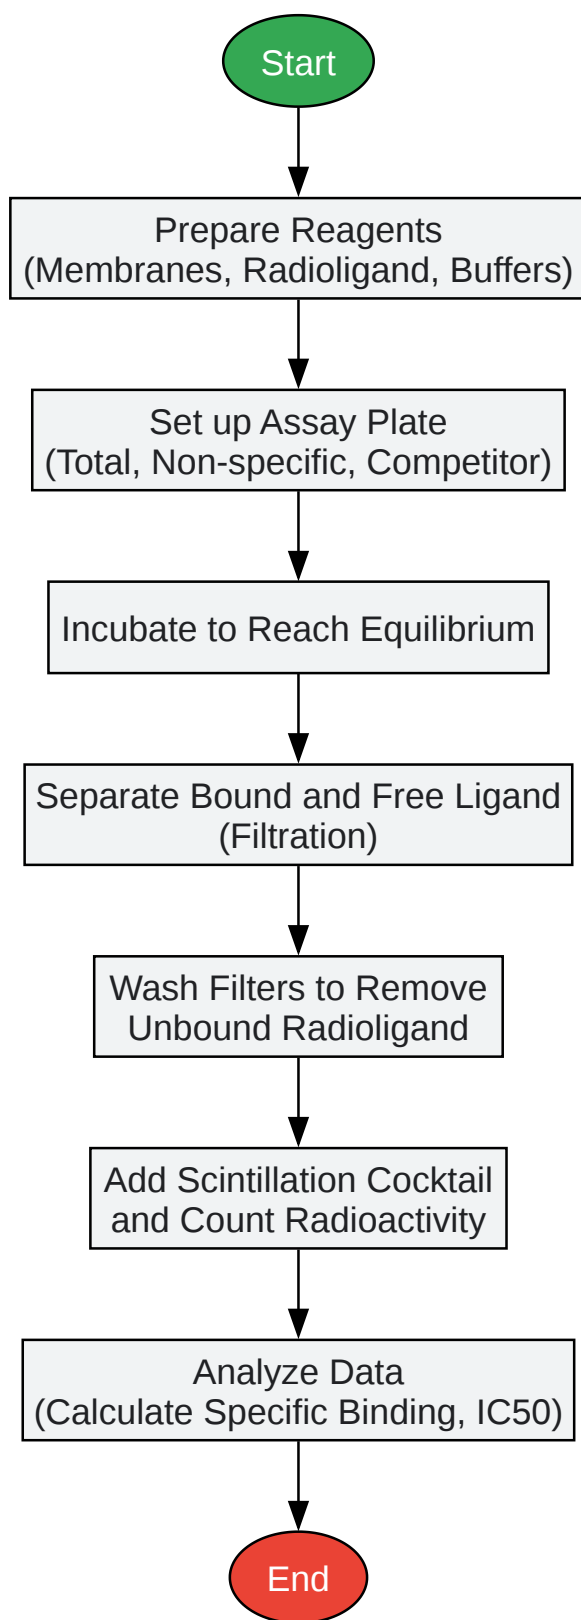 Start
Prepare Reagents
(Membranes, Radioligand, Buffers)
Set up Assay Plate
(Total, Non-specific, Competitor)
Incubate to Reach Equilibrium
Separate Bound and Free Ligand
(Filtration)
Wash Filters to Remove
Unbound Radioligand
Add Scintillation Cocktail
and Count Radioactivity
Analyze Data
(Calculate Specific Binding, IC50)
End